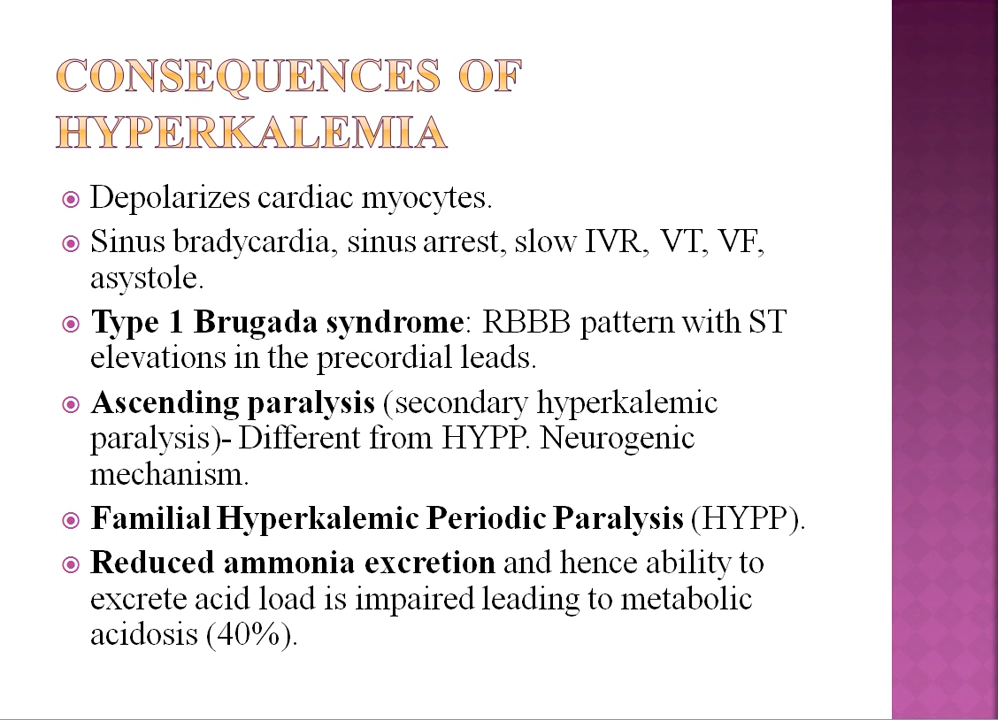 CONSEQUENCES OF
HYPERKALEMIA
Depolarizes cardiac myocytes.
Sinus bradycardia, sinus arrest, slow IVR, VT, VF,
asystole.
Type 1 Brugada syndrome: RBBB pattern with ST
elevations in the precordial leads.
Ascending paralysis (secondary hyperkalemic
paralysis)- Different from HYPP. Neurogenic
mechanism.
Familial Hyperkalemic Periodic Paralysis (HYPP).
Reduced ammonia excretion and hence ability to
excrete acid load is impaired leading to metabolic
acidosis (40%).